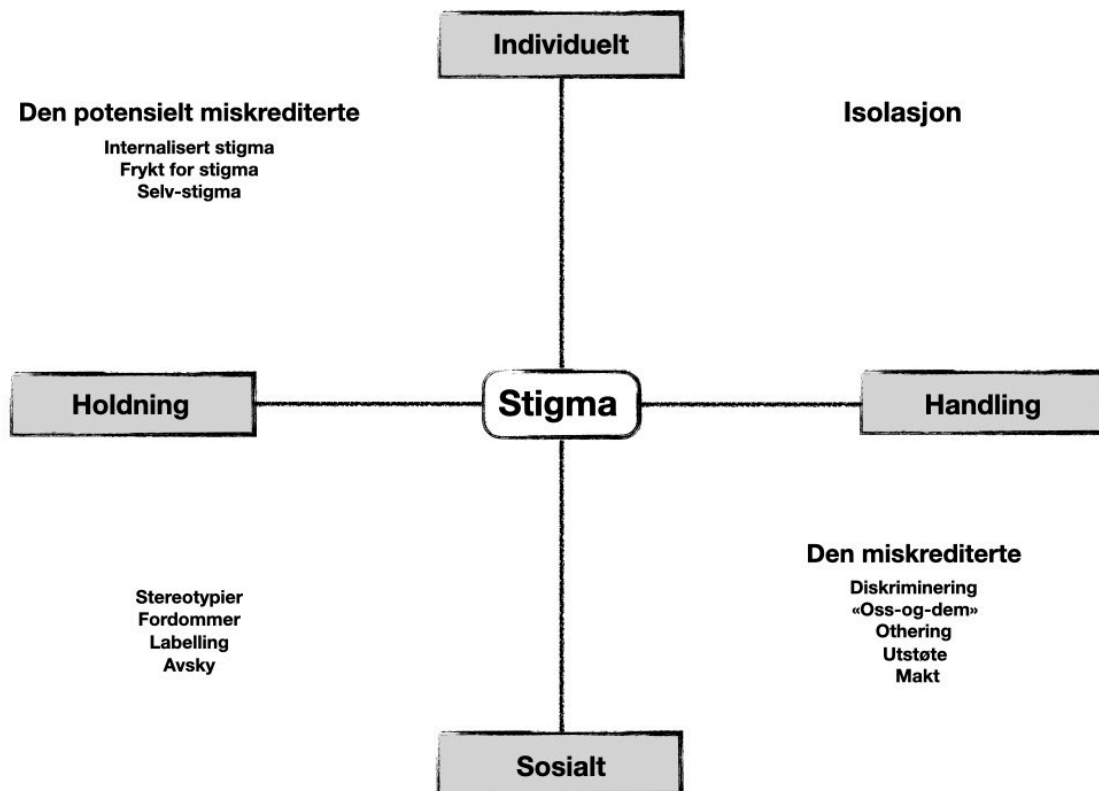 Individuelt
Den potensielt miskrediterte
Internalisert stigma
Frykt for stigma
Selv-stigma
Isolasjon
Holdning
Stigma
Handling
Stereotypier
Fordommer
Labelling
Avsky
Den miskrediterte
Diskriminering
«Oss-og-dem»
Othering
Utstøte
Makt
Sosialt